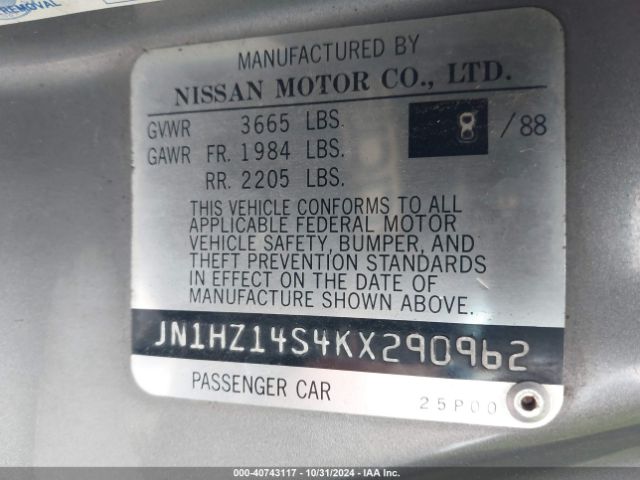 REMOVAL
MANUFACTURED BY
NISSAN MOTOR CO., LTD.
GVWR 3665 LBS. 8 /88
GAWR FR. 1984 LBS.
RR. 2205 LBS.
THIS VEHICLE CONFORMS TO ALL
APPLICABLE FEDERAL MOTOR
VEHICLE SAFETY, BUMPER, AND
THEFT PREVENTION STANDARDS
IN EFFECT ON THE DATE OF
MANUFACTURE SHOWN ABOVE.
JN1HZ14S4KX290962
PASSENGER CAR 25P00
000-40743117 - 10/31/2024 - IAA Inc.